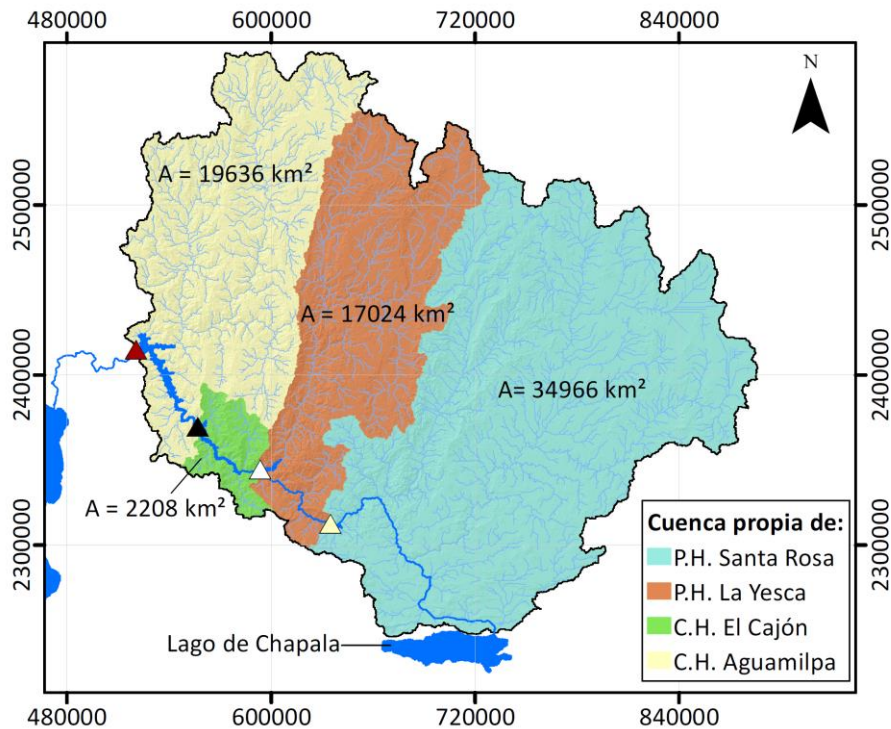 480000 600000 720000 840000
N
A = 19636 km²
2500000 2500000
A = 17024 km²
2400000 A= 34966 km² 2400000
A = 2208 km²
Cuenca propia de:
2300000 2300000
P.H. Santa Rosa
P.H. La Yesca
C.H. El Cajón
Lago de Chapala
C.H. Aguamilpa
480000 600000 720000 840000